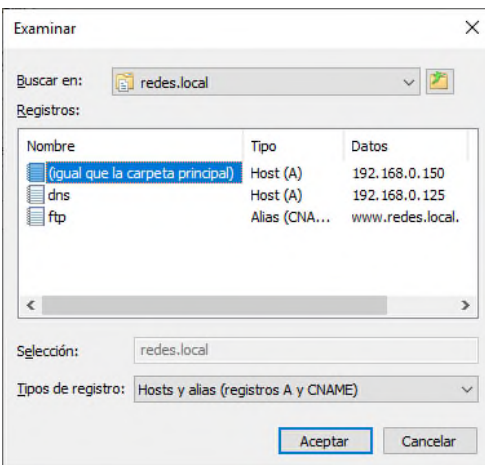 Examinar
Buscar en: redes.local
Registros:
Nombre Tipo Datos
(igual que la carpeta principal) Host (A) 192.168.0.150
dns Host (A) 192.168.0.125
ftp Alias (CNA... www.redes.local.
Selección: redes.local
Tipos de registro: Hosts y alias (registros A y CNAME)
Aceptar Cancelar